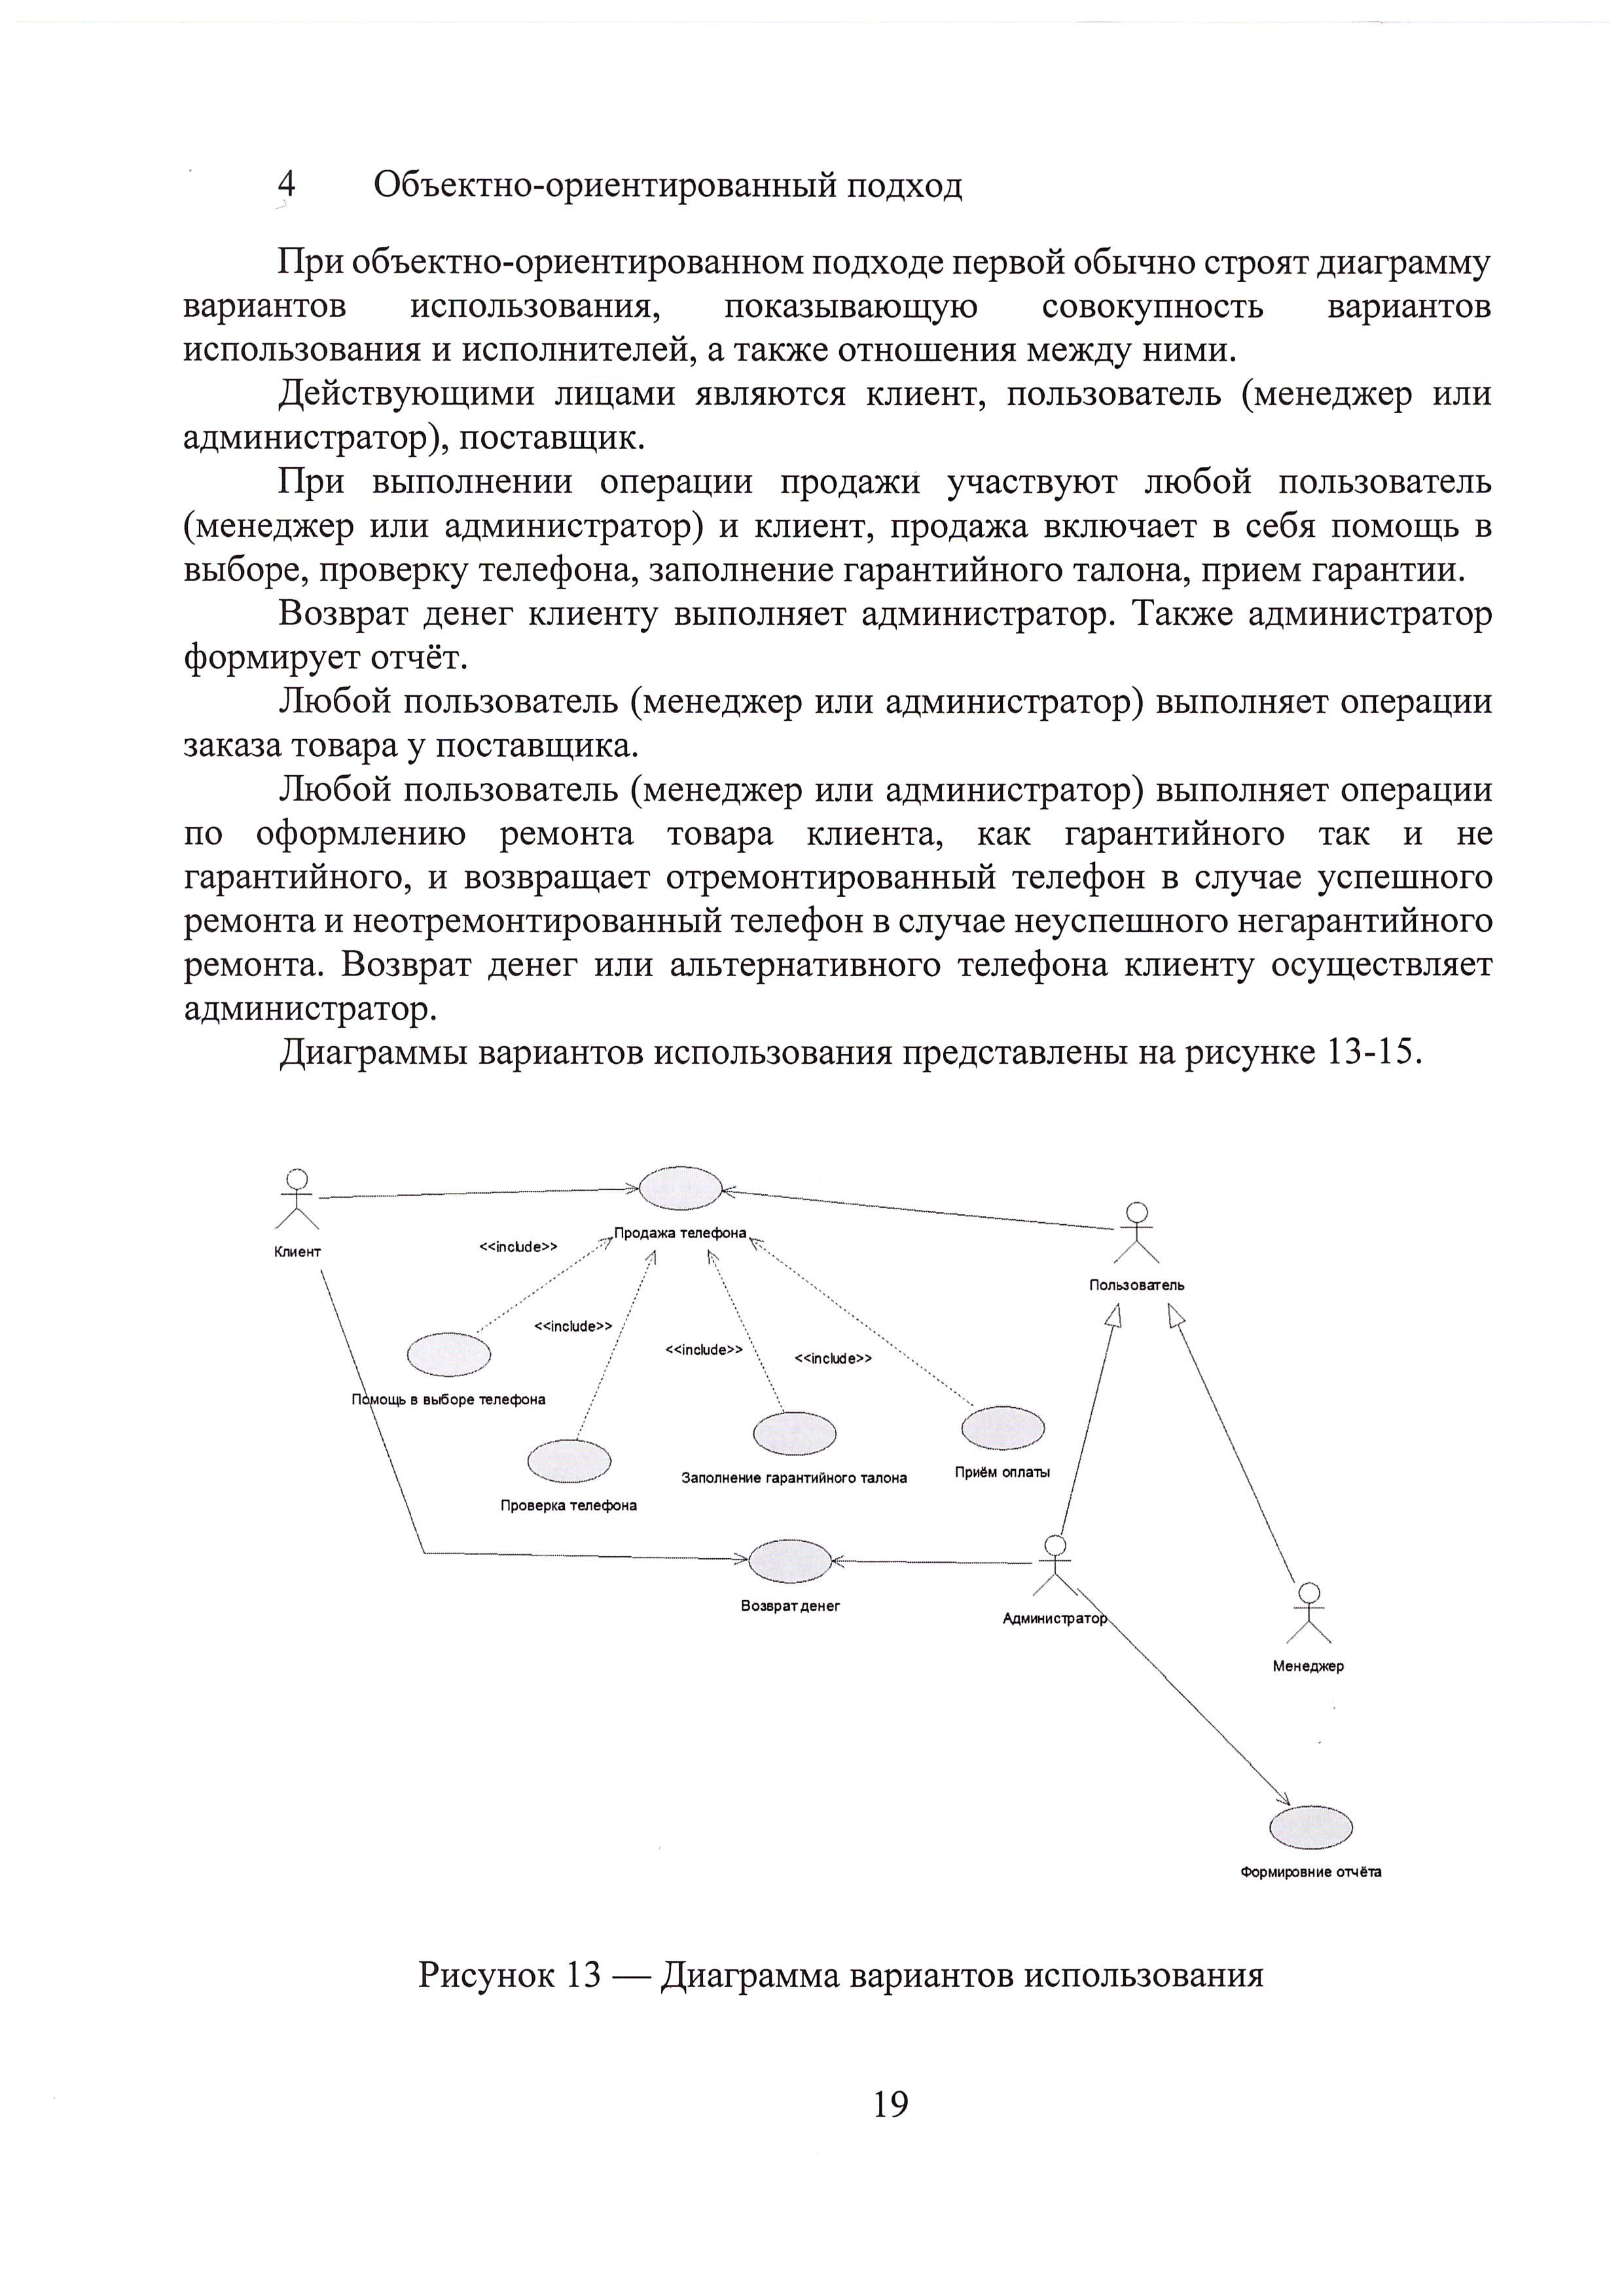 4 Объектно-ориентированный подход
При объектно-ориентированном подходе первой обычно строят диаграмму
вариантов использования, показывающую совокупность вариантов
использования и исполнителей, а также отношения между ними.
Действующими лицами являются клиент, пользователь (менеджер или
администратор), поставщик.
При выполнении операции продажи участвуют любой пользователь
(менеджер или администратор) и клиент, продажа включает в себя помощь в
выборе, проверку телефона, заполнение гарантийного талона, прием гарантии.
Возврат денег клиенту выполняет администратор. Также администратор
формирует отчёт.
Любой пользователь (менеджер или администратор) выполняет операции
заказа товара у поставщика.
Любой пользователь (менеджер или администратор) выполняет операции
по оформлению ремонта товара клиента, как гарантийного так и не
гарантийного, и возвращает отремонтированный телефон в случае успешного
ремонта и неотремонтированный телефон в случае неуспешного негарантийного
ремонта. Возврат денег или альтернативного телефона клиенту осуществляет
администратор.
Диаграммы вариантов использования представлены на рисунке 13-15.
Продажа телефона
<<include>>
Клиент
Пользователь
<<include>>
<<include>>
<<include>>
Помощь в выборе телефона
Приём оплаты
Заполнение гарантийного талона
Проверка телефона
Возврат денег
Администратор
Менеджер
Формировние отчёта
Рисунок 13 — Диаграмма вариантов использования
19